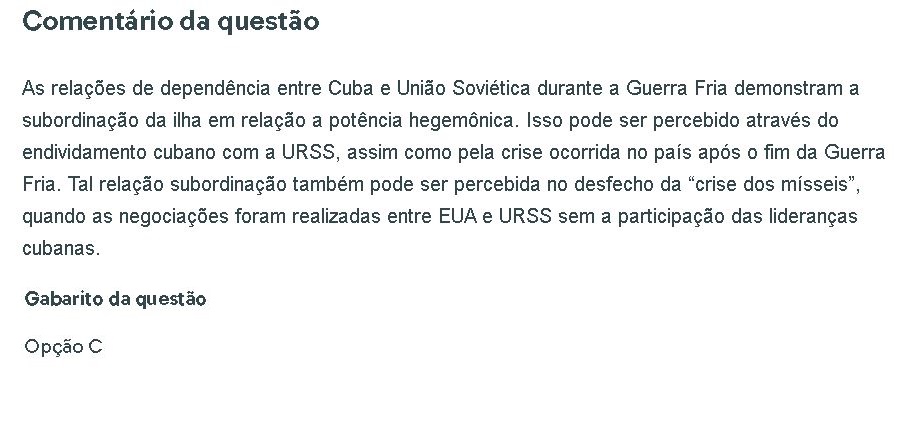 Comentário da questão
As relações de dependência entre Cuba e União Soviética durante a Guerra Fria demonstram a
subordinação da ilha em relação a potência hegemônica. Isso pode ser percebido através do
endividamento cubano com a URSS, assim como pela crise ocorrida no país após o fim da Guerra
Fria. Tal relação subordinação também pode ser percebida no desfecho da “crise dos mísseis”,
quando as negociações foram realizadas entre EUA e URSS sem a participação das lideranças
cubanas.
Gabarito da questão
Opção C